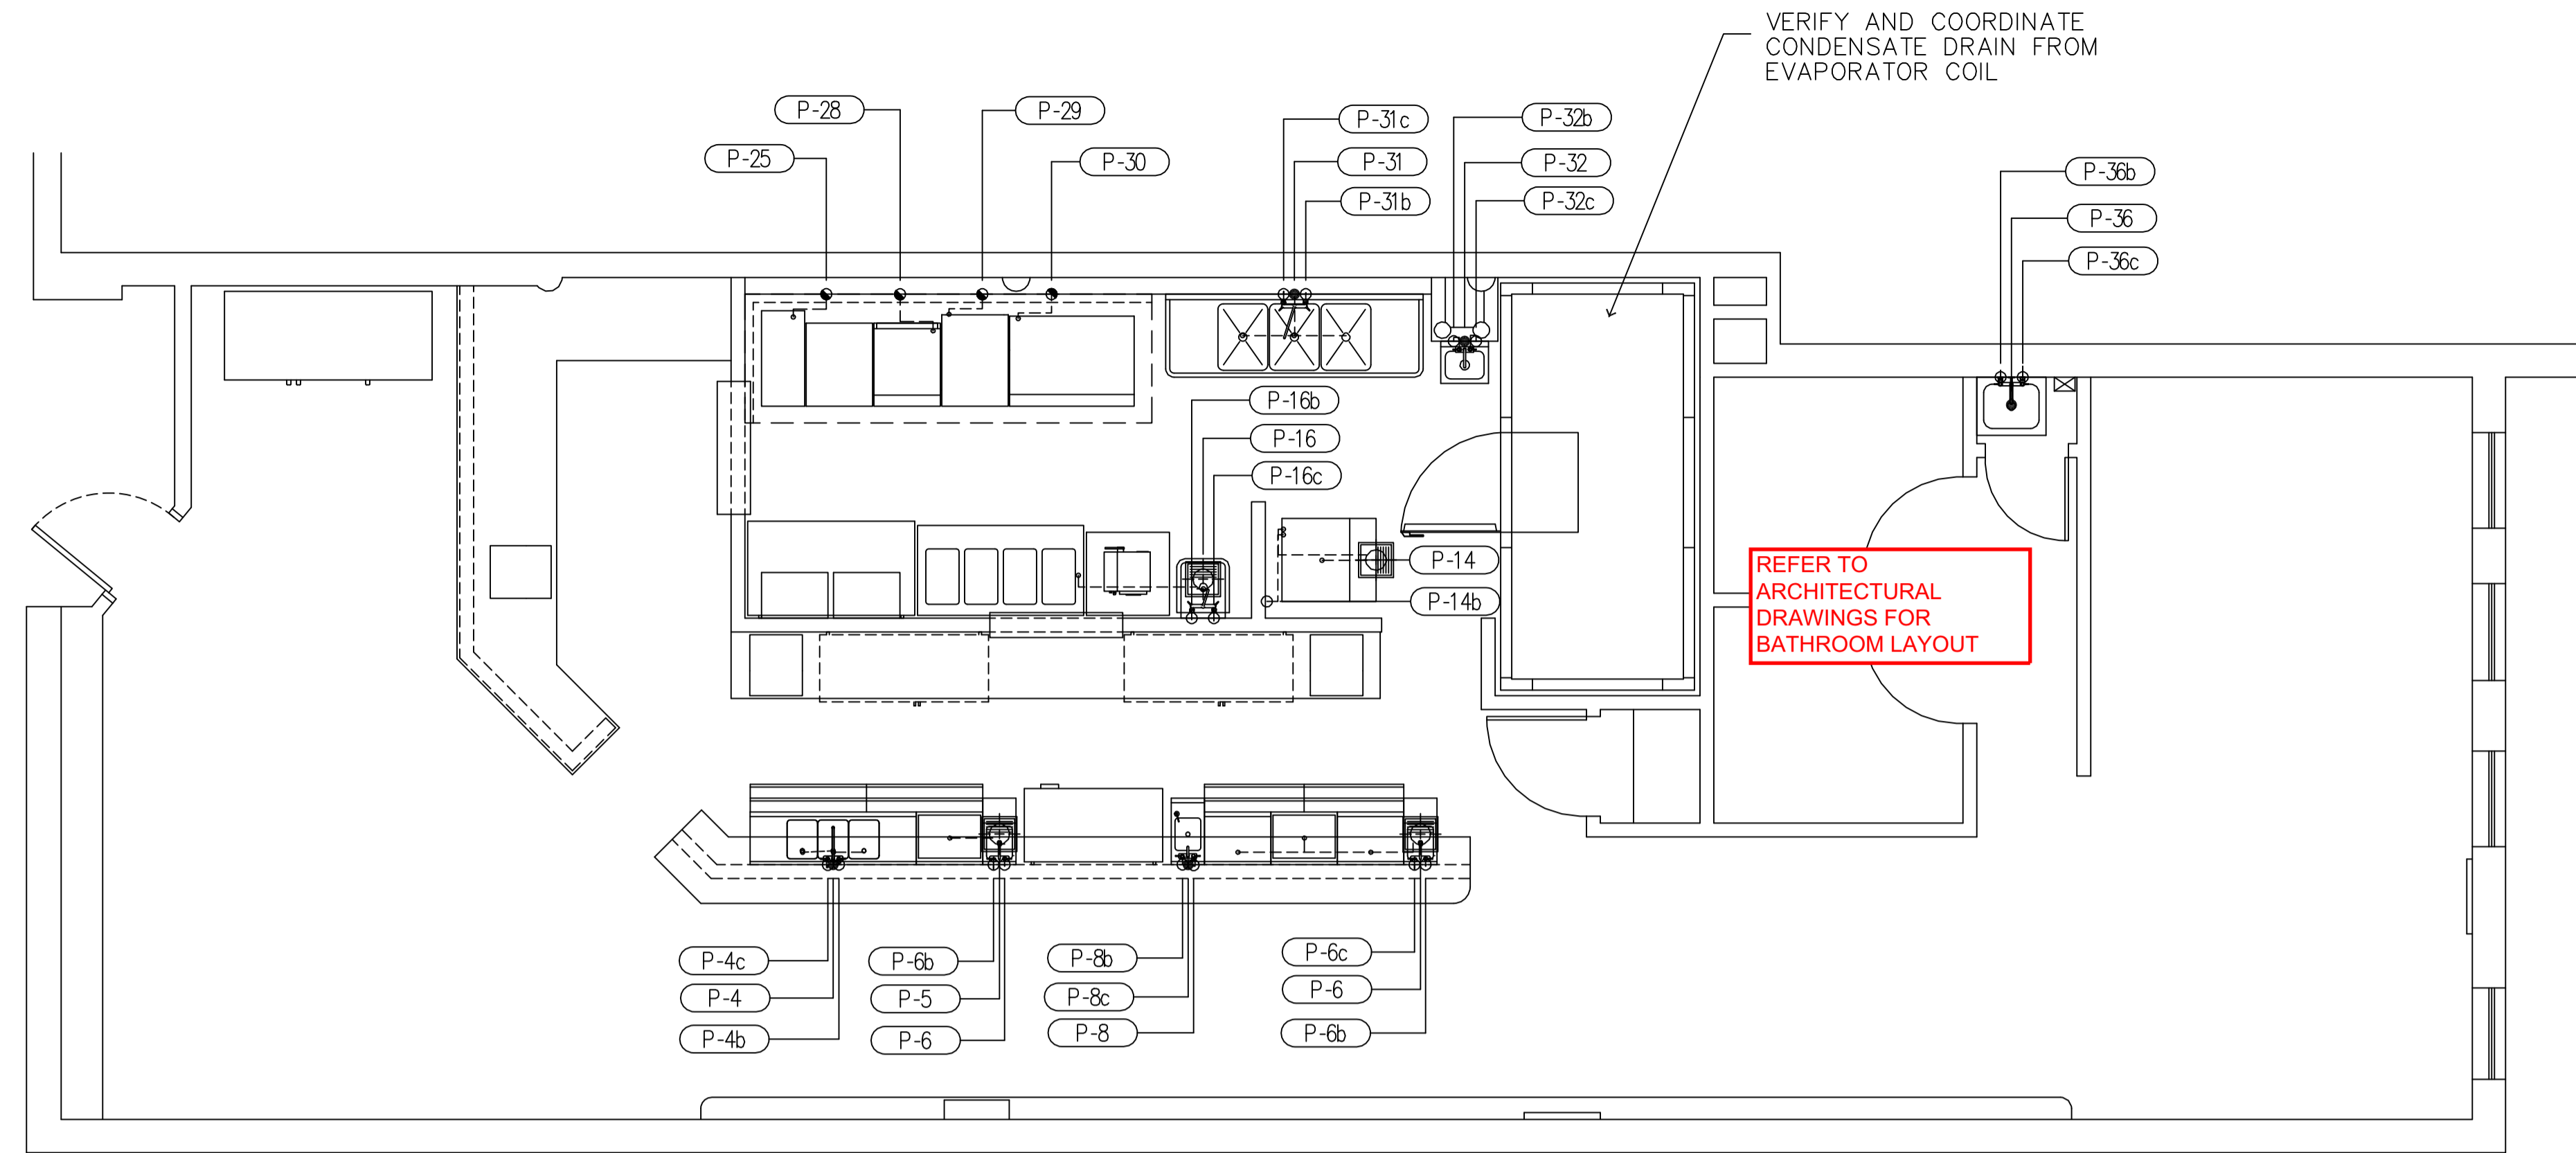 VERIFY AND COORDINATE
CONDENSATE DRAIN FROM
EVAPORATOR COIL
P-28
P-29
P-25
P-30
P-31c
P-31
P-31b
P-32b
P-32
P-32c
P-36b
P-36
P-36c
P-16b
P-16
P-16c
P-14
P-14b
REFER TO
ARCHITECTURAL
DRAWINGS FOR
BATHROOM LAYOUT
P-4c
P-4
P-4b
P-6b
P-5
P-6
P-8b
P-8c
P-8
P-6c
P-6
P-6b